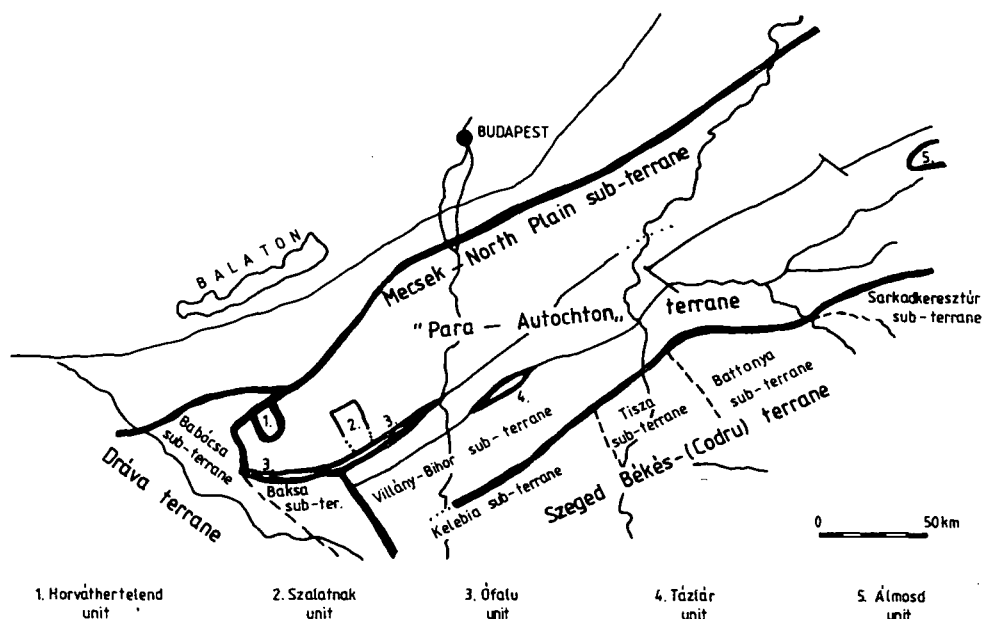 BUDAPEST
5.
BALATON
Mecsek-North Plain sub-terrane
"Para - Autochton„ terrane
Sarkadkeresztúr
sub-terrane
Battonya
sub-terrane
Tisza
sub-terrane
4.
1.
2.
3.
3.
Babócsa
sub-terrane
Dráva terrane
Baksa
sub-ter.
Villány-Bihor sub-terrane
Kelebia sub-terrane
Szeged Békés-(Codru) terrane
0 50km
1. Horváthertelend
unit
2. Szalatnak
unit
3. Ófalu
unit
4. Tázlár
unit
5. Álmosd
unit